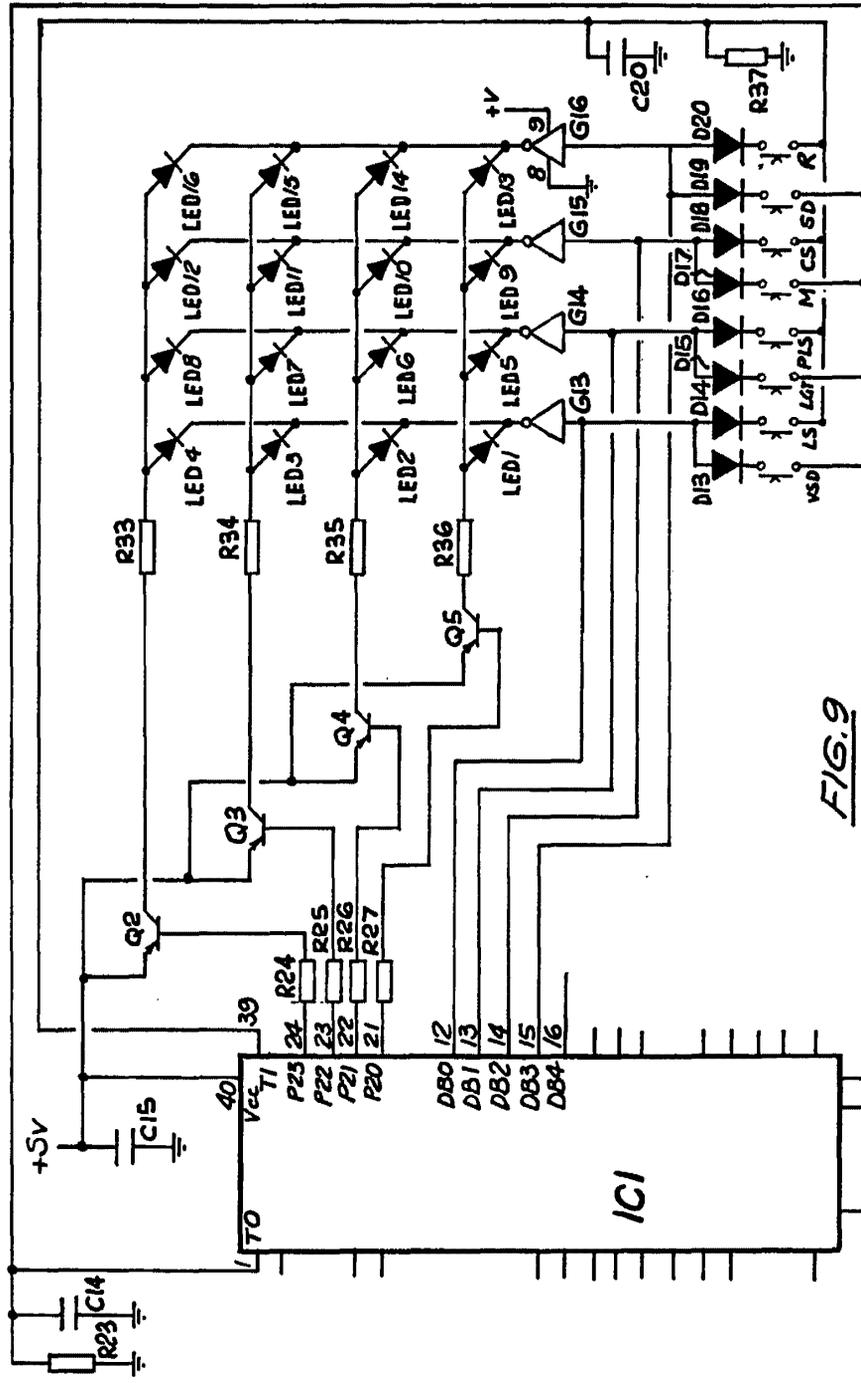 C20
R37
+V
9
8
G16
G15
G14
G13
LED16
LED15
LED14
LED13
LED12
LED11
LED10
LED9
LED8
LED7
LED6
LED5
LED4
LED3
LED2
LED1
D20
D19
D18
D17
D16
D15
D14
D13
R
SD
CS
M
PLS
LGT
LS
VSD
R33
R34
R35
R36
Q2
Q3
Q4
Q5
R24
R25
R26
R27
39
24
23
22
21
12
13
14
15
16
40
Vcc
T1
P23
P22
P21
P20
DB0
DB1
DB2
DB3
DB4
+5V
C15
1
TO
IC1
C14
R23
FIG.9